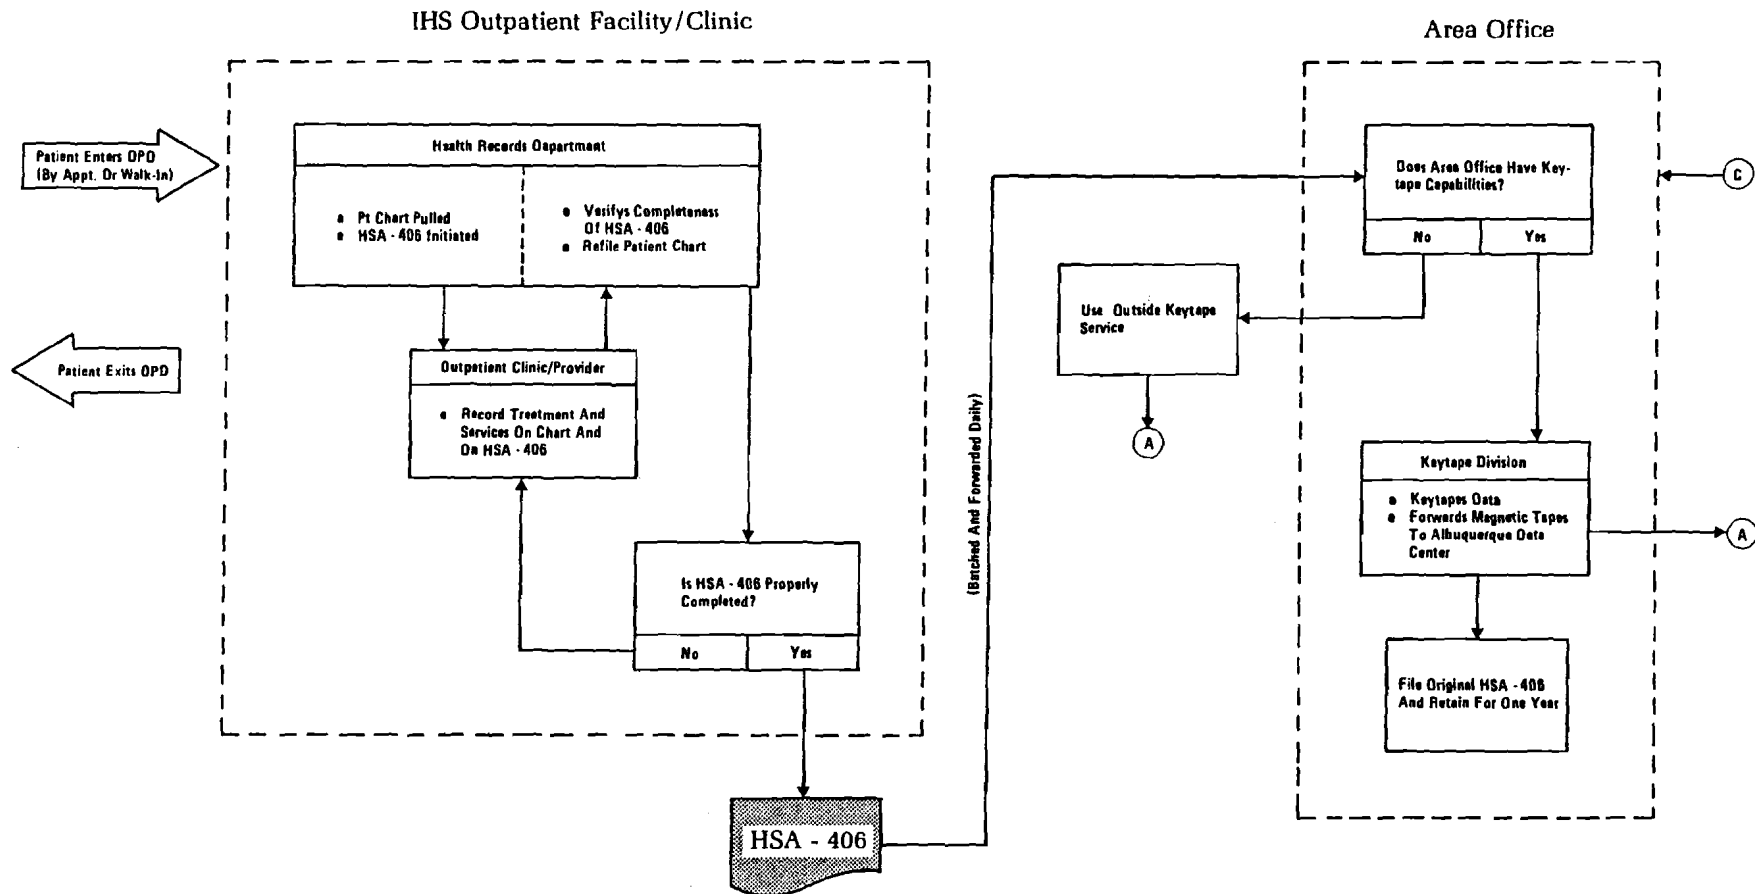 IHS Outpatient Facility/Clinic
Area Office
Patient Enters OPD
(By Appt. Or Walk-In)
Health Records Department
Pt Chart Pulled
HSA - 406 Initiated
Verifys Completeness
Of HSA - 406
Refile Patient Chart
Patient Exits OPD
Outpatient Clinic/Provider
Record Treatment And
Services On Chart And
On HSA - 406
Is HSA - 406 Properly
Completed?
No
Yes
HSA - 406
(Batched And Forwarded Daily)
Does Area Office Have Key-
tape Capabilities?
No
Yes
C
Use Outside Keytape
Service
A
Keytape Division
Keytapes Data
Forwards Magnetic Tapes
To Albuquerque Data
Center
A
File Original HSA - 406
And Retain For One Year